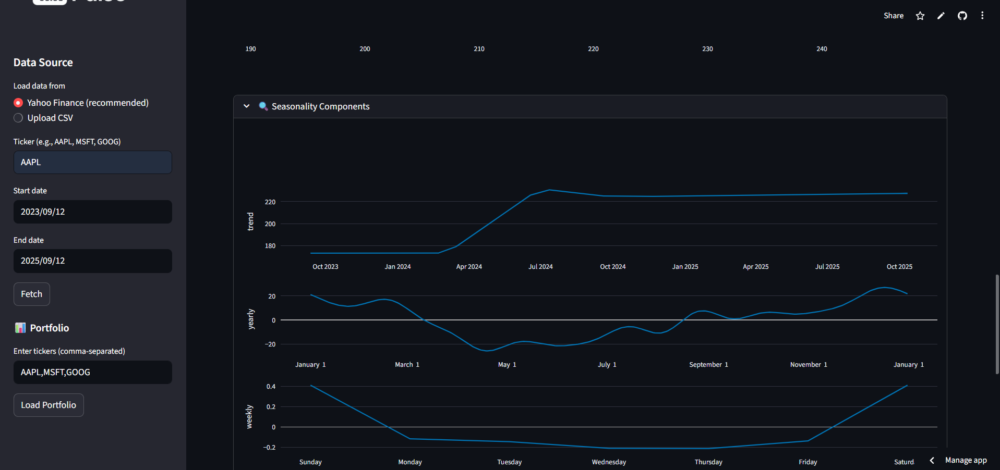 Share
190 200 210 220 230 240
Data Source
Load data from
Yahoo Finance (recommended)
Upload CSV
Ticker (e.g., AAPL, MSFT, GOOG)
AAPL
Start date
2023/09/12
End date
2025/09/12
Fetch
Portfolio
Enter tickers (comma-separated)
AAPL,MSFT,GOOG
Load Portfolio
Seasonality Components
trend
220
200
180
Oct 2023 Jan 2024 Apr 2024 Jul 2024 Oct 2024 Jan 2025 Apr 2025 Jul 2025 Oct 2025
yearly
20
0
−20
January 1 March 1 May 1 July 1 September 1 November 1 January 1
weekly
0.4
0.2
0
−0.2
Sunday Monday Tuesday Wednesday Thursday Friday Saturd
Manage app